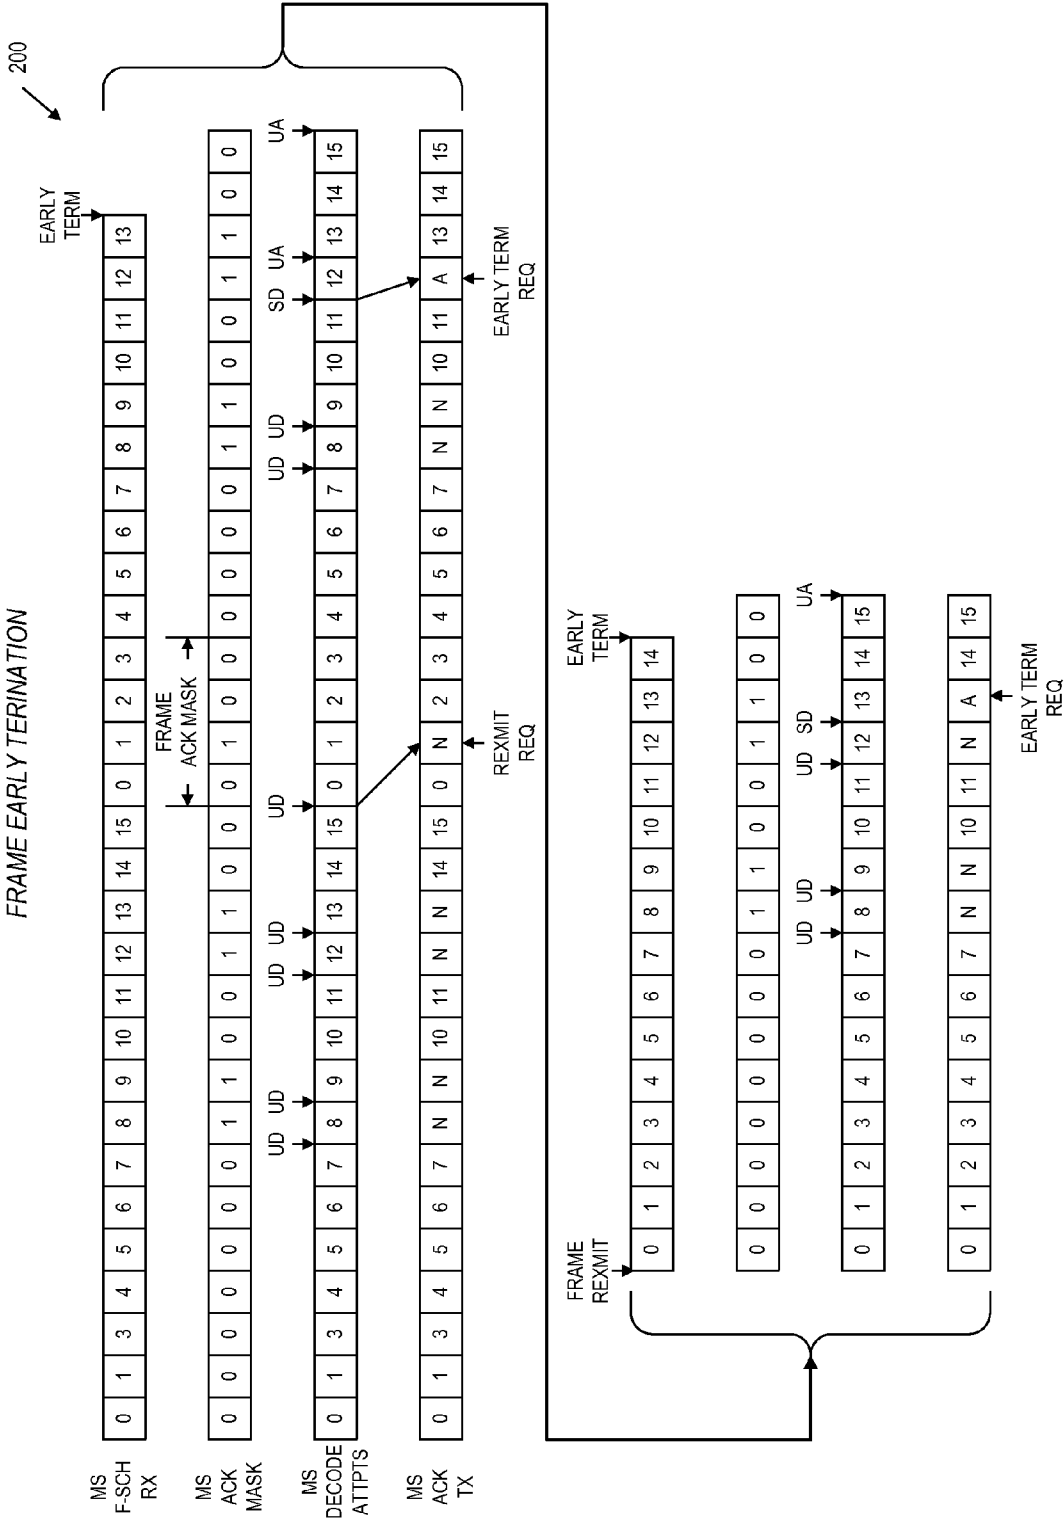 FRAME EARLY TERINATION
200
EARLY TERM
MS F-SCH RX
0 1 3 4 5 6 7 8 9 10 11 12 13 14 15 0 1 2 3 4 5 6 7 8 9 10 11 12 13
FRAME ACK MASK
MS ACK MASK
0 0 0 0 0 0 0 1 1 0 0 1 1 0 0 0 1 0 0 0 0 0 0 1 1 0 0 1 1 0 0
UD UD UD UD UD UD UD SD UA UA
MS DECODE ATTPTS
0 1 3 4 5 6 7 8 9 10 11 12 13 14 15 0 1 2 3 4 5 6 7 8 9 10 11 12 13 14 15
MS ACK TX
0 1 3 4 5 6 7 N N 10 11 N N 14 15 0 N 2 3 4 5 6 7 N N 10 11 A 13 14 15
REXMIT REQ
EARLY TERM REQ
FRAME REXMIT
EARLY TERM
0 1 2 3 4 5 6 7 8 9 10 11 12 13 14
0 0 0 0 0 0 0 0 1 1 0 0 1 1 0 0
UD UD UD SD UA
0 1 2 3 4 5 6 7 8 9 10 11 12 13 14 15
0 1 2 3 4 5 6 7 N N 10 11 N A 14 15
EARLY TERM REQ